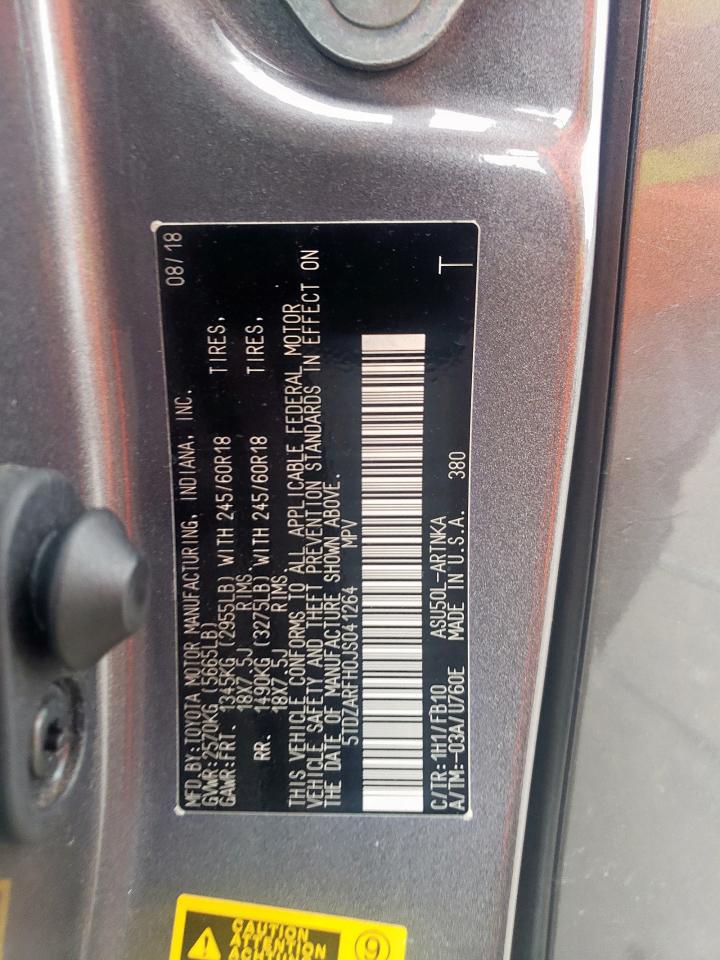 MFD.BY:TOYOTA MOTOR MANUFACTURING, INDIANA, INC. 08/18
GVWR:2570KG (5665LB)
GAWR:FRT. 1345KG (2955LB) WITH 245/60R18 TIRES,
18X7.5J RIMS
RR. 1490KG (3275LB) WITH 245/60R18 TIRES,
18X7.5J RIMS
THIS VEHICLE CONFORMS TO ALL APPLICABLE FEDERAL MOTOR
VEHICLE SAFETY AND THEFT PREVENTION STANDARDS IN EFFECT ON
THE DATE OF MANUFACTURE SHOWN ABOVE.
5TDZARFH0JS041264 MPV
C/TR:1H1/FB10 ASU50L-ARTNKA T
A/TM:-03A/U760E MADE IN U.S.A. 380
CAUTION
ATTENTION
ACHTUNG
9